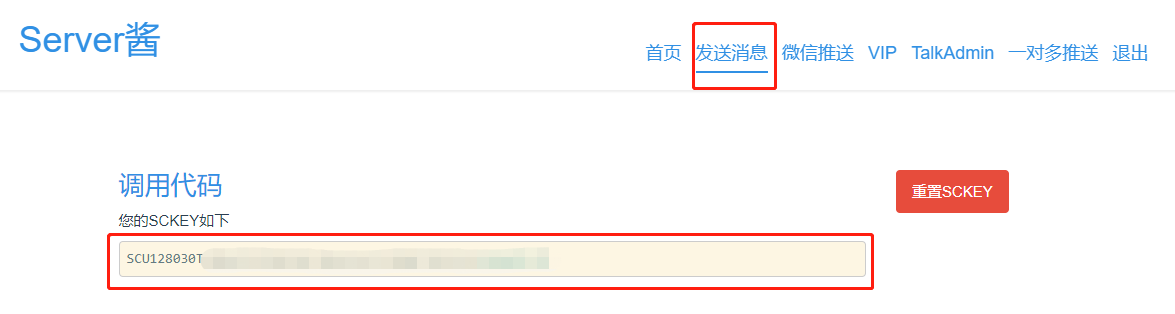 Server酱
首页 发送消息 微信推送 VIP TalkAdmin 一对多推送 退出
调用代码
重置SCKEY
您的SCKEY如下
SCU128030T